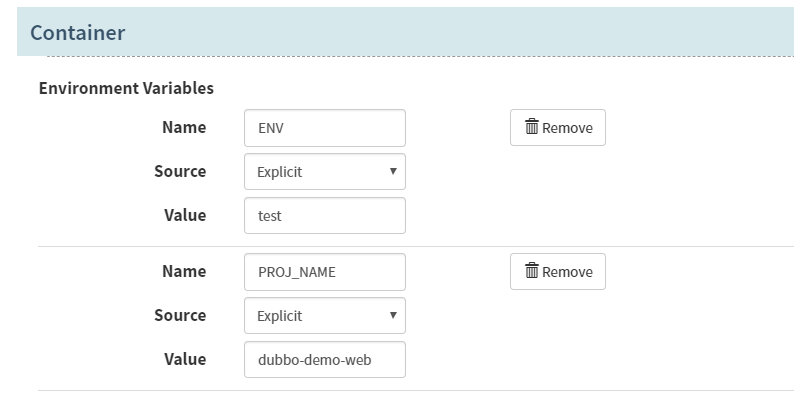 Container
Environment Variables
Name ENV Remove
Source Explicit
Value test
Name PROJ_NAME Remove
Source Explicit
Value dubbo-demo-web